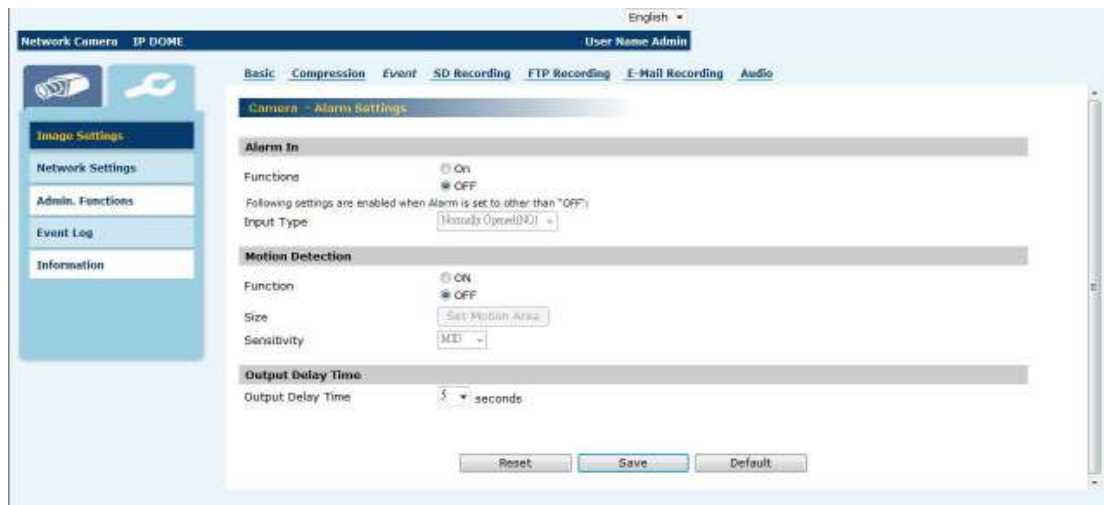 English
Network Camera IP DOME
User Name Admin
Basic Compression Event SD Recording FTP Recording E-Mail Recording Audio
Image Settings
Network Settings
Admin. Functions
Event Log
Information
Camera - Alarm Settings
Alarm In
Functions
On
OFF
Following settings are enabled when Alarm is set to other than "OFF":
Input Type
Normally Opened(NO)
Motion Detection
Function
ON
OFF
Size
Set Motion Area
Sensitivity
MID
Output Delay Time
Output Delay Time
5 seconds
Reset Save Default